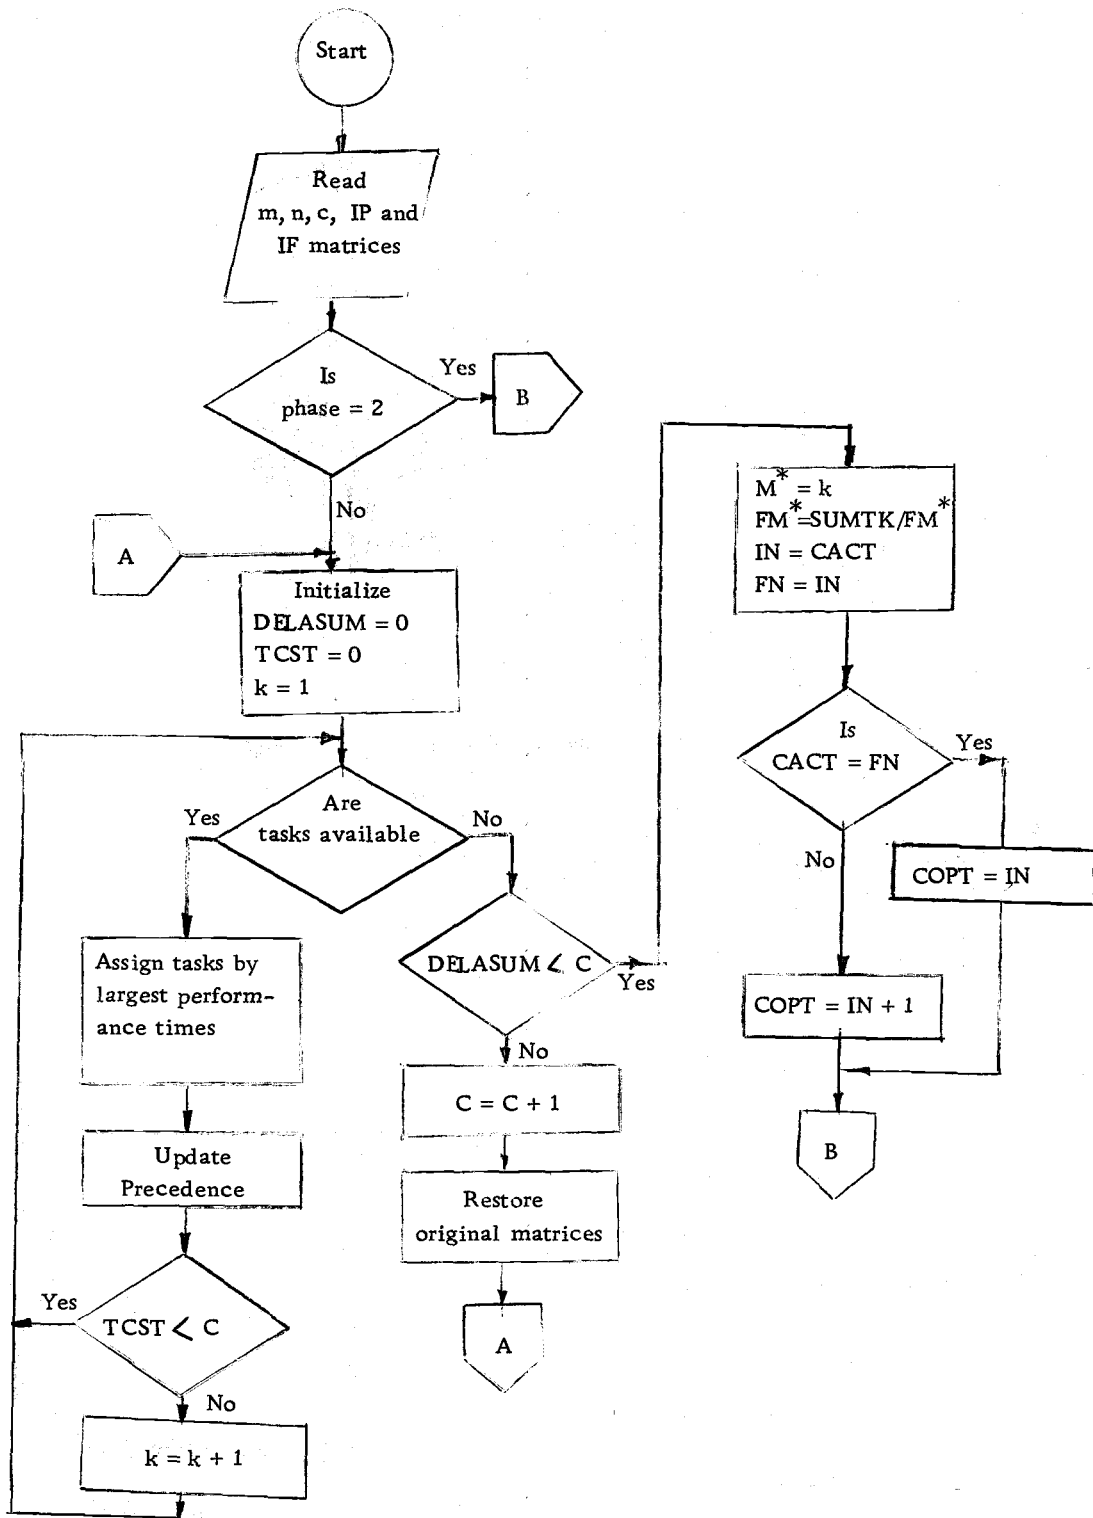 Start
Read
m, n, c, IP and
IF matrices
Is
phase = 2
Yes
B
No
A
Initialize
DELASUM = 0
TCST = 0
k = 1
Are
tasks available
Yes
No
Assign tasks by
largest perform-
ance times
Update
Precedence
TCST < C
Yes
No
k = k + 1
DELASUM < C
Yes
No
C = C + 1
Restore
original matrices
A
M* = k
FM*=SUMTK/FM*
IN = CACT
FN = IN
Is
CACT = FN
Yes
No
COPT = IN
COPT = IN + 1
B